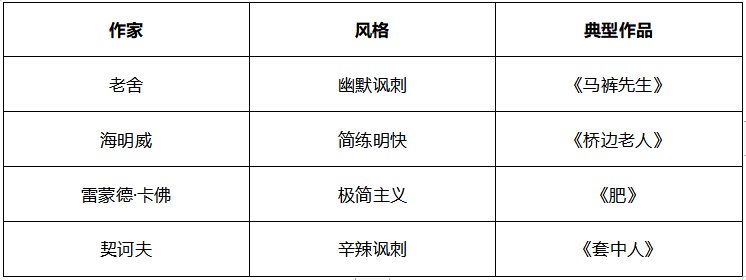 作家 风格 典型作品
老舍 幽默讽刺 《马裤先生》
海明威 简练明快 《桥边老人》
雷蒙德·卡佛 极简主义 《肥》
契诃夫 辛辣讽刺 《套中人》